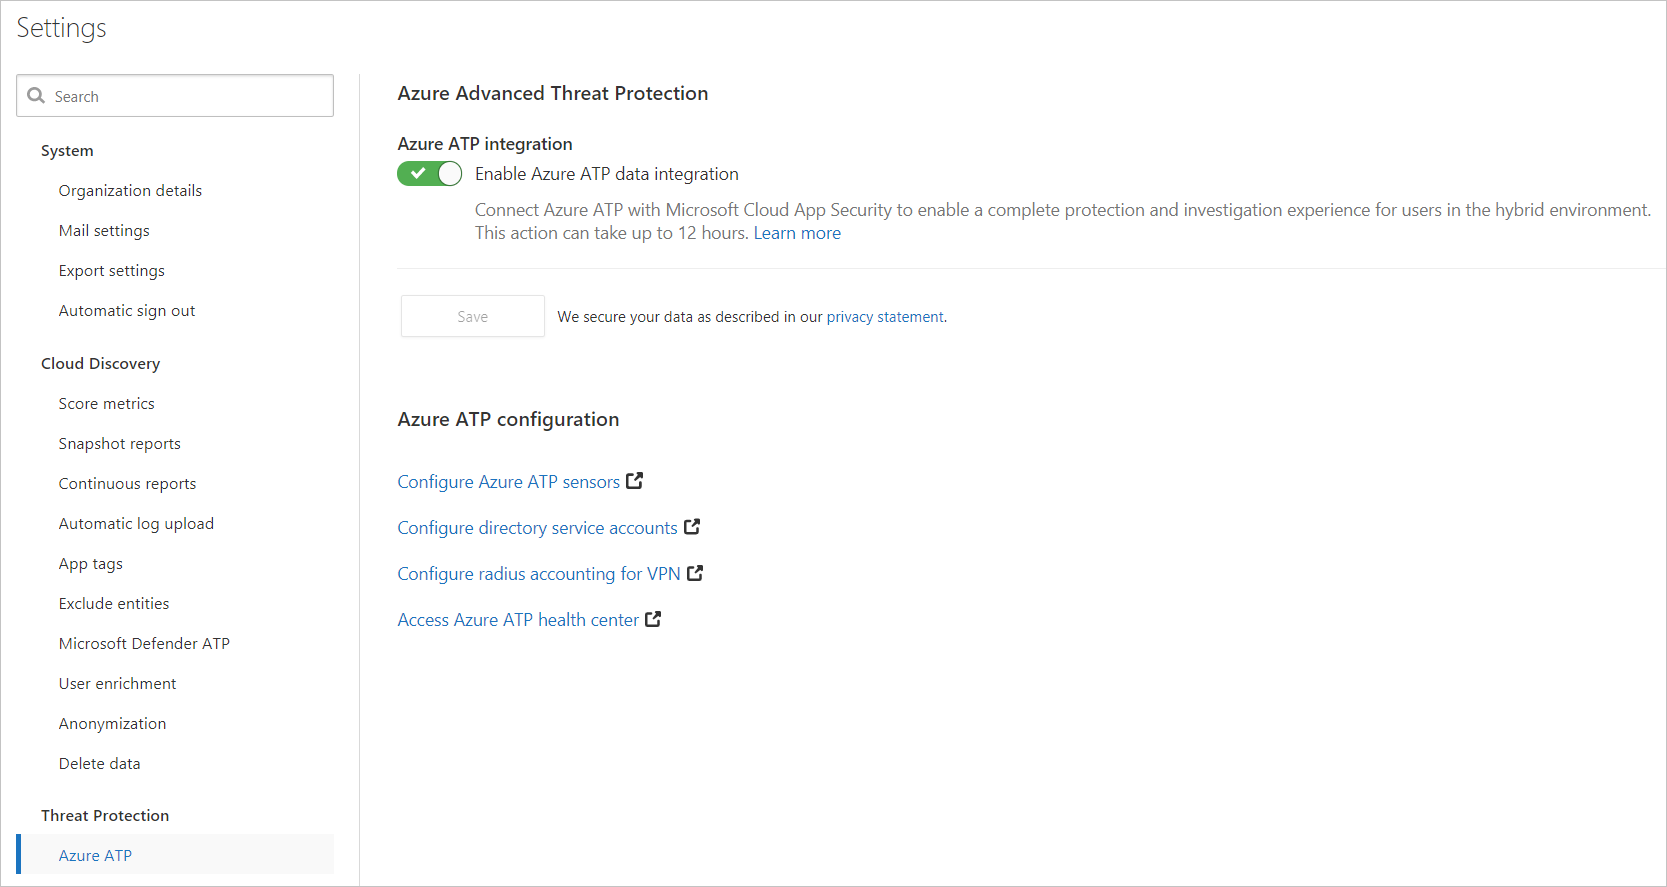 Settings
Search
System
Organization details
Mail settings
Export settings
Automatic sign out
Cloud Discovery
Score metrics
Snapshot reports
Continuous reports
Automatic log upload
App tags
Exclude entities
Microsoft Defender ATP
User enrichment
Anonymization
Delete data
Threat Protection
Azure ATP
Azure Advanced Threat Protection
Azure ATP integration
Enable Azure ATP data integration
Connect Azure ATP with Microsoft Cloud App Security to enable a complete protection and investigation experience for users in the hybrid environment.
This action can take up to 12 hours. Learn more
Save
We secure your data as described in our privacy statement.
Azure ATP configuration
Configure Azure ATP sensors
Configure directory service accounts
Configure radius accounting for VPN
Access Azure ATP health center